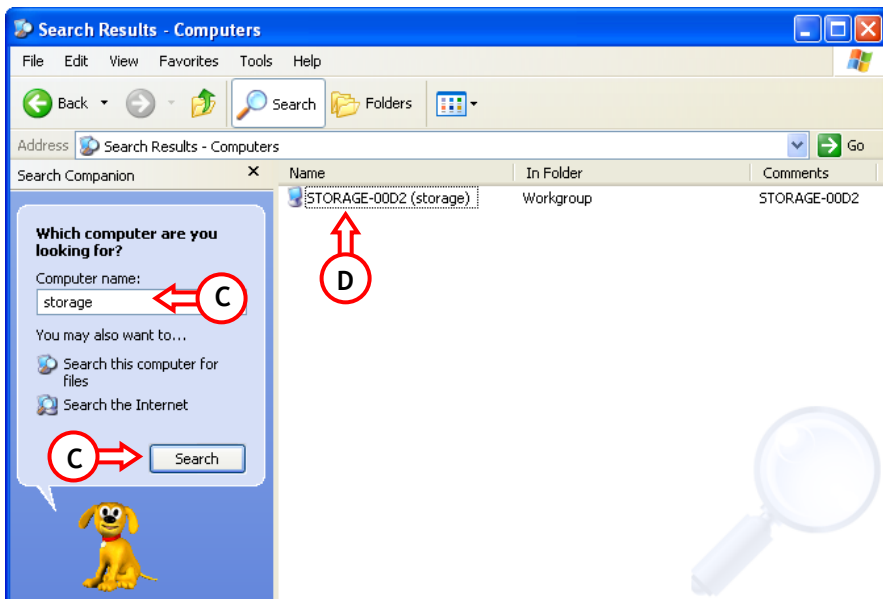 Search Results - Computers
File Edit View Favorites Tools Help
Back Search Folders
Address Search Results - Computers Go
Search Companion × Name In Folder Comments
STORAGE-00D2 (storage) Workgroup STORAGE-00D2
Which computer are you
looking for?
D
Computer name:
storage C
You may also want to...
Search this computer for
files
Search the Internet
C Search